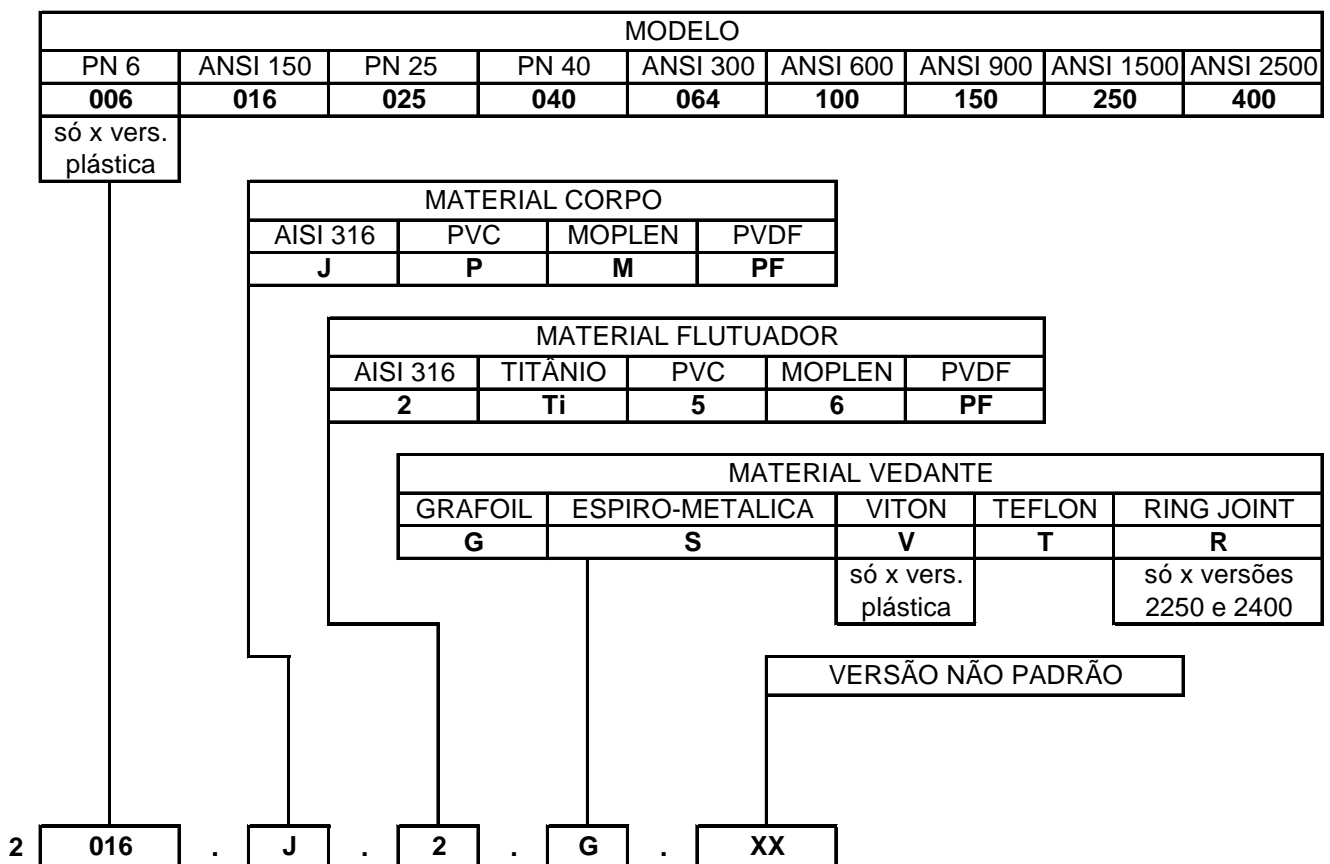 MODELO
PN 6 ANSI 150 PN 25 PN 40 ANSI 300 ANSI 600 ANSI 900 ANSI 1500 ANSI 2500
006 016 025 040 064 100 150 250 400
só x vers.
plástica
MATERIAL CORPO
AISI 316 PVC MOPLEN PVDF
J P M PF
MATERIAL FLUTUADOR
AISI 316 TITÂNIO PVC MOPLEN PVDF
2 Ti 5 6 PF
MATERIAL VEDANTE
GRAFOIL ESPIRO-METALICA VITON TEFLON RING JOINT
G S V T R
só x vers. só x versões
plástica 2250 e 2400
VERSÃO NÃO PADRÃO
2 016 . J . 2 . G . XX